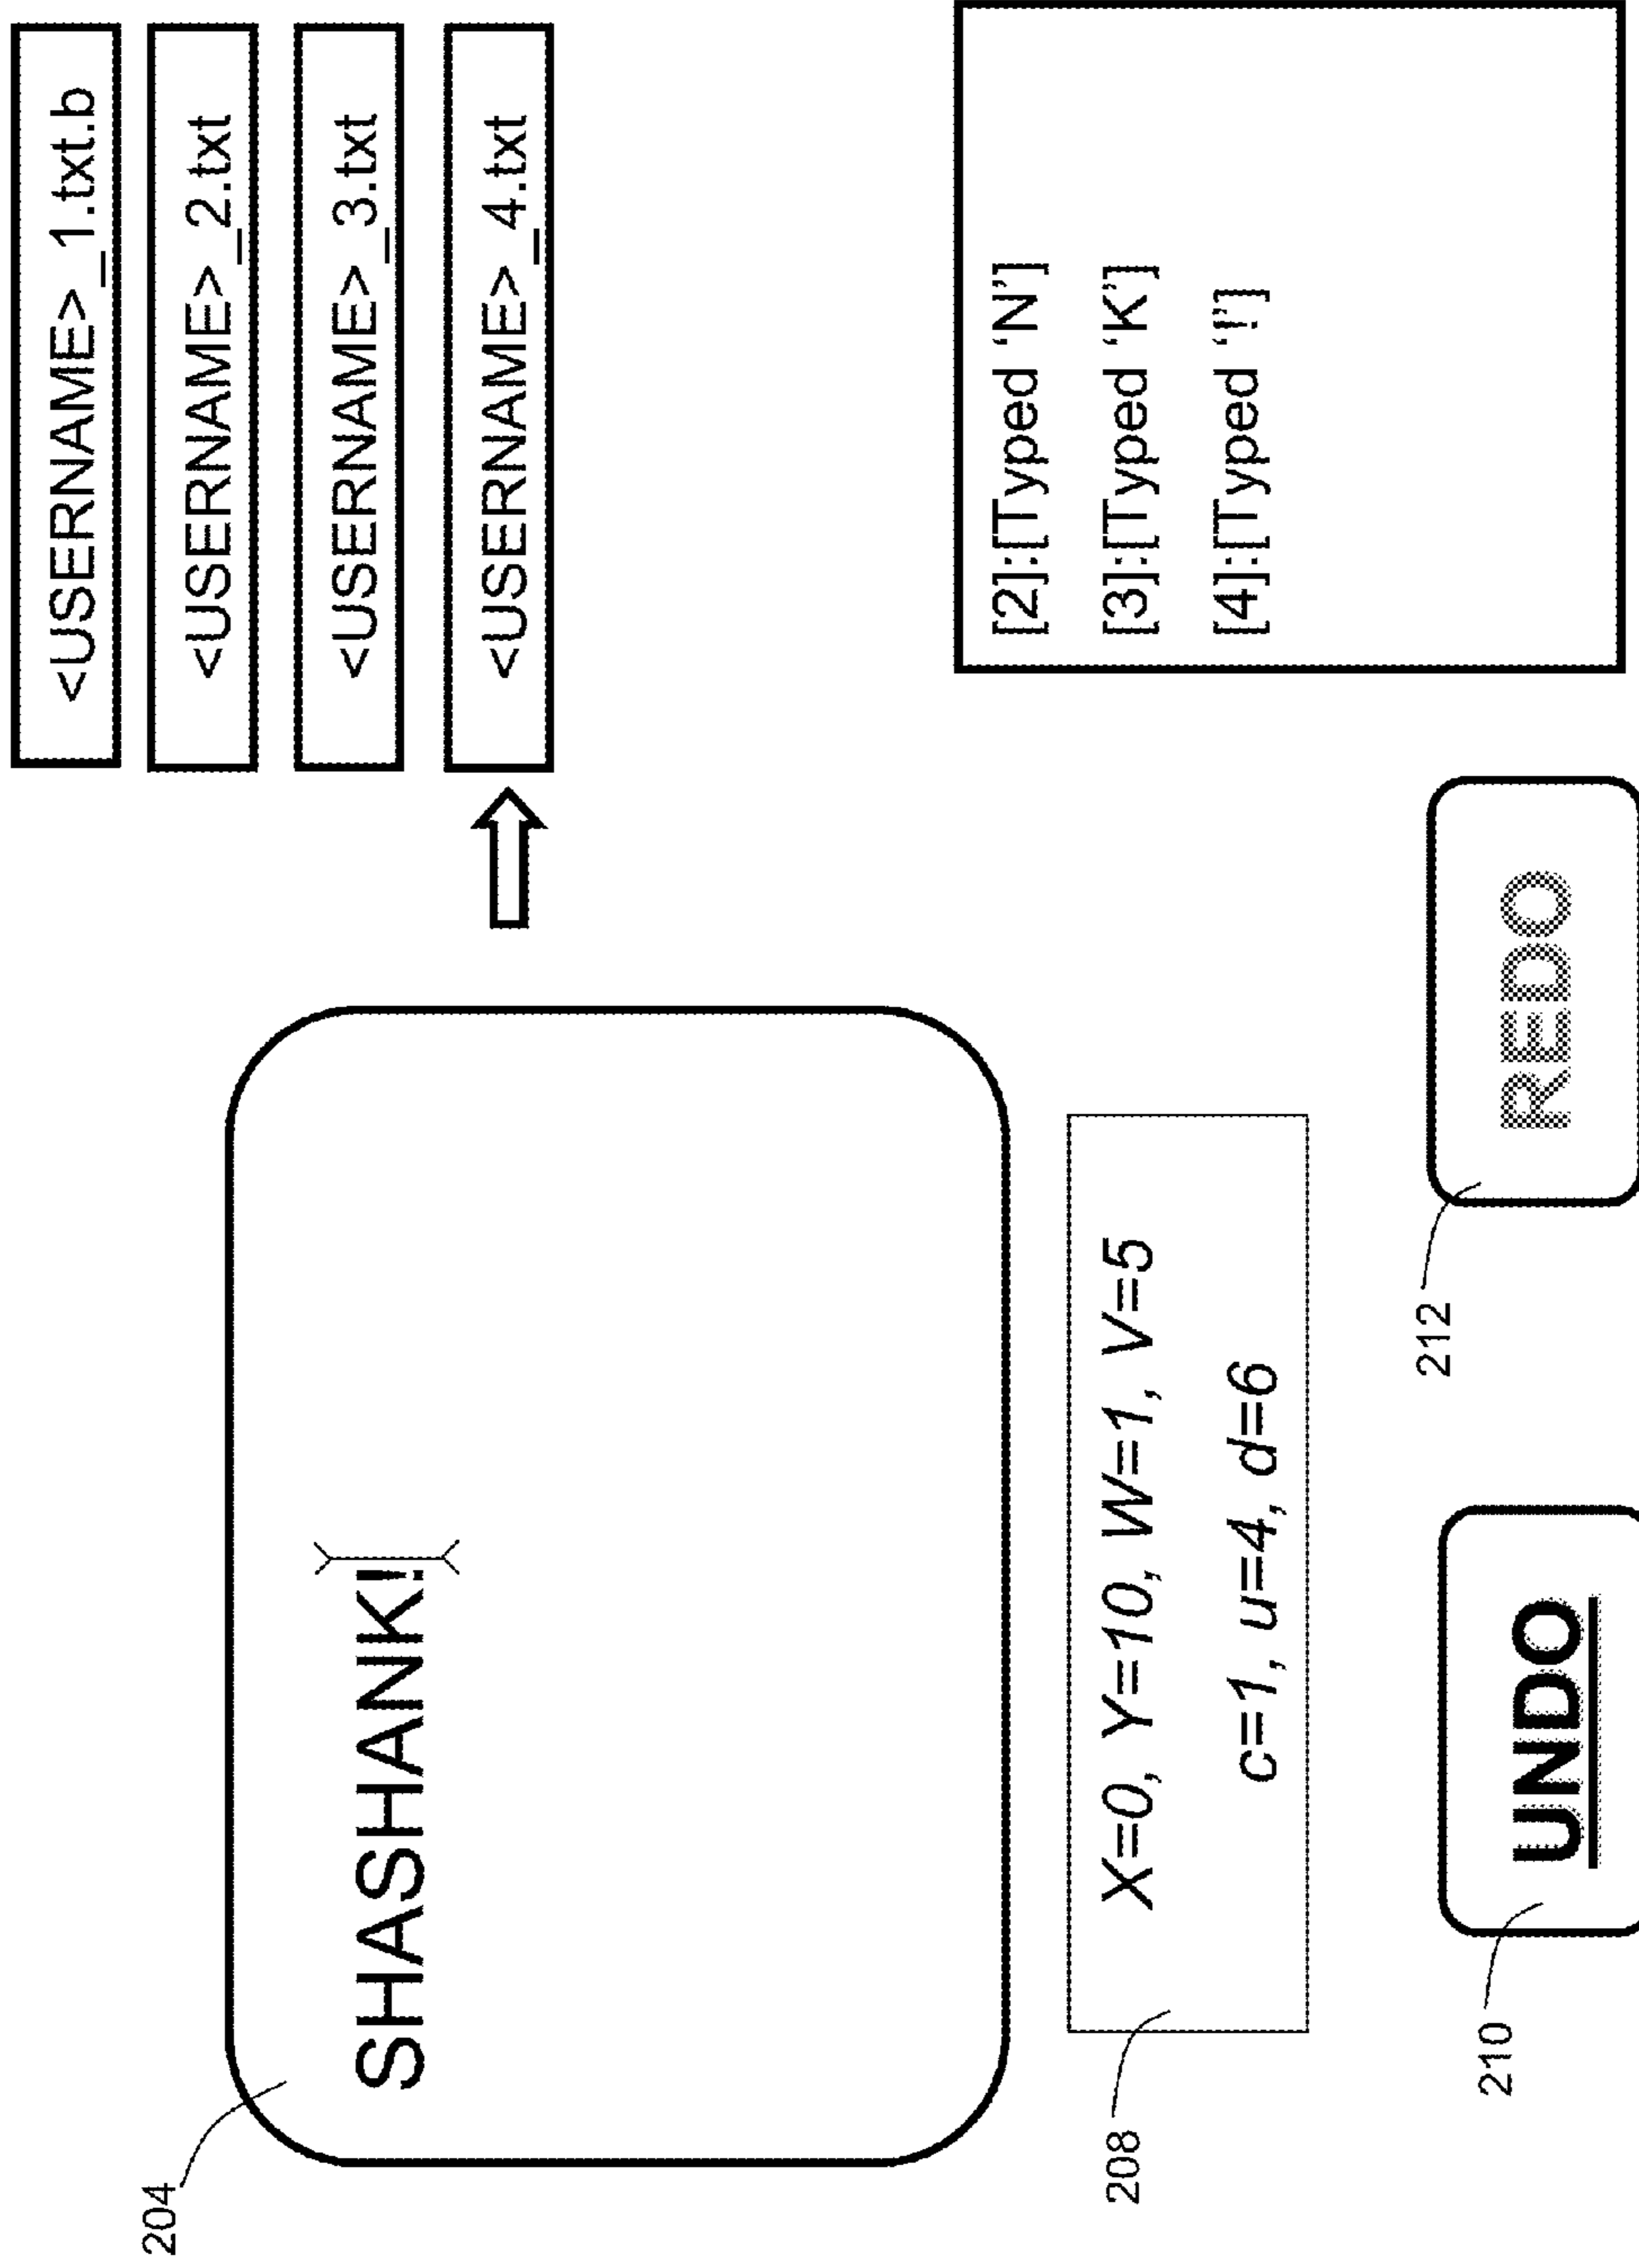 <USERNAME>_1.txt.b
<USERNAME>_2.txt
<USERNAME>_3.txt
<USERNAME>_4.txt
204
SHASHANK!
208
X=0, Y=10, W=1, V=5
c=1, u=4, d=6
[2]:[Typed ‘N’]
[3]:[Typed ‘K’]
[4]:[Typed ‘!’]
210
UNDO
212
REDO